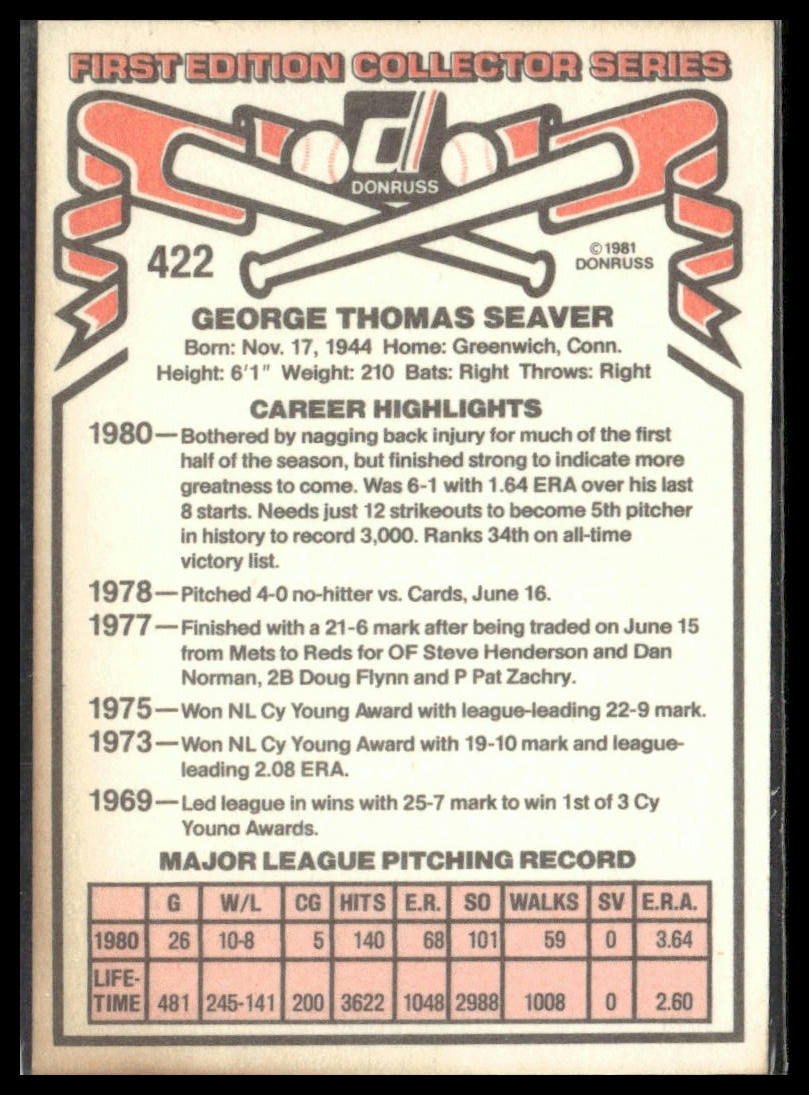 FIRST EDITION COLLECTOR SERIES
d
DONRUSS
422
©1981
DONRUSS
GEORGE THOMAS SEAVER
Born: Nov. 17, 1944 Home: Greenwich, Conn.
Height: 6'1" Weight: 210 Bats: Right Throws: Right
CAREER HIGHLIGHTS
1980—Bothered by nagging back injury for much of the first
half of the season, but finished strong to indicate more
greatness to come. Was 6-1 with 1.64 ERA over his last
8 starts. Needs just 12 strikeouts to become 5th pitcher
in history to record 3,000. Ranks 34th on all-time
victory list.
1978—Pitched 4-0 no-hitter vs. Cards, June 16.
1977—Finished with a 21-6 mark after being traded on June 15
from Mets to Reds for OF Steve Henderson and Dan
Norman, 2B Doug Flynn and P Pat Zachry.
1975—Won NL Cy Young Award with league-leading 22-9 mark.
1973—Won NL Cy Young Award with 19-10 mark and league-
leading 2.08 ERA.
1969—Led league in wins with 25-7 mark to win 1st of 3 Cy
Young Awards.
MAJOR LEAGUE PITCHING RECORD
G W/L CG HITS E.R. SO WALKS SV E.R.A.
1980 26 10-8 5 140 68 101 59 0 3.64
LIFE-
TIME 481 245-141 200 3622 1048 2988 1008 0 2.60